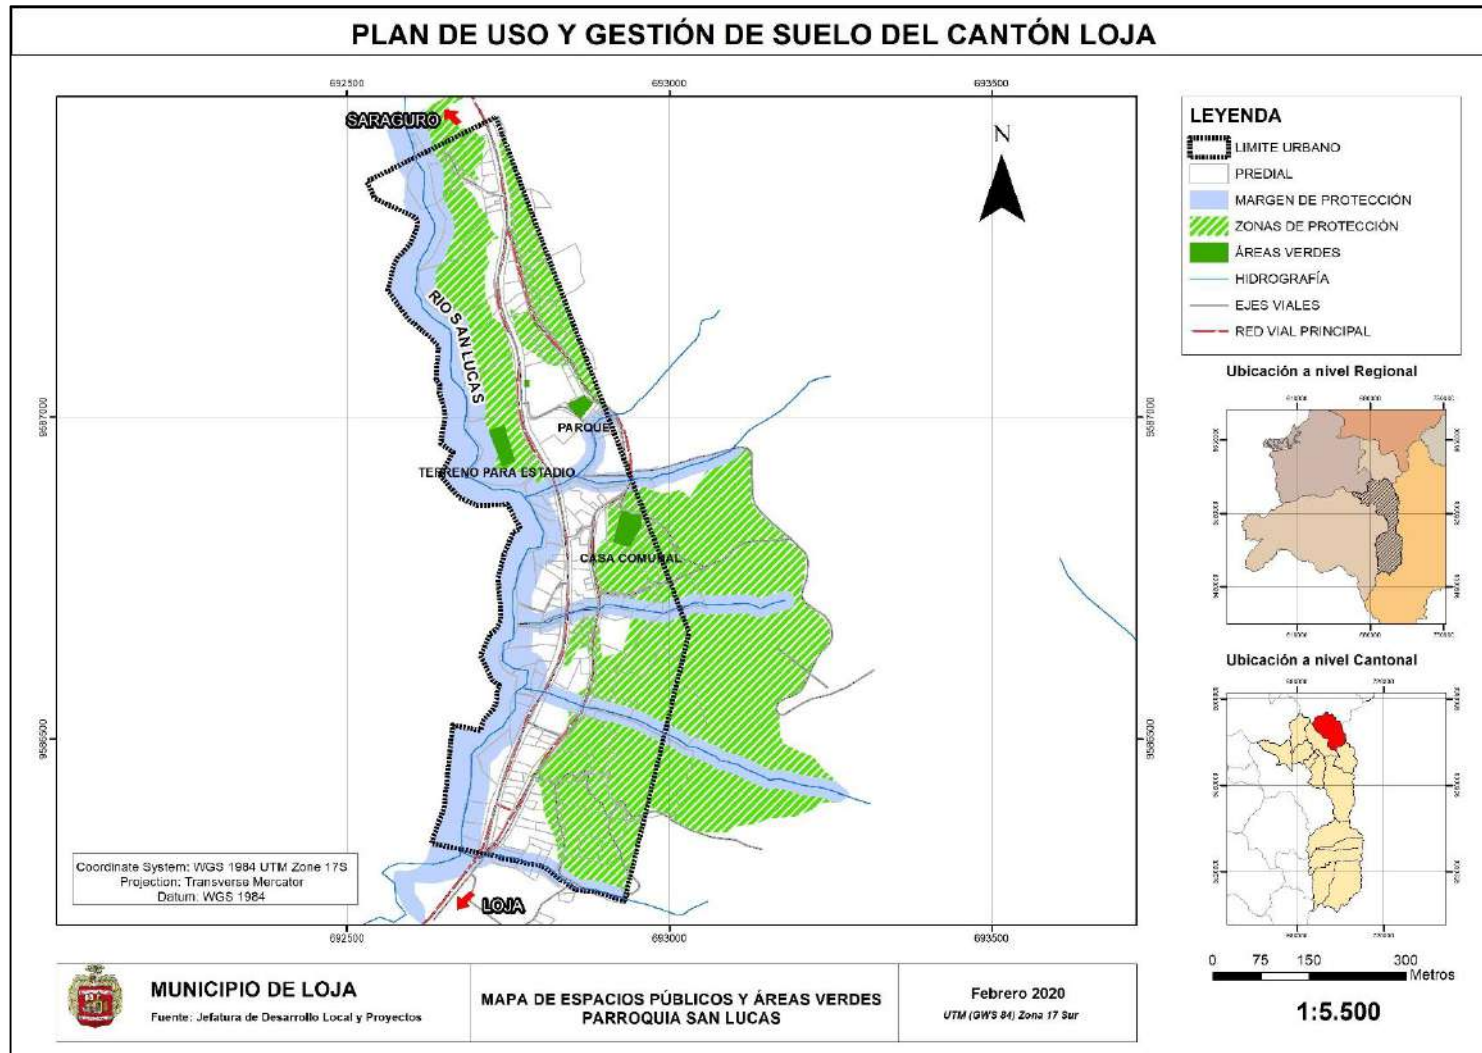 PLAN DE USO Y GESTIÓN DE SUELO DEL CANTÓN LOJA
692500
693000
693500
SARAGURO
N
RIO SAN LUCAS
9587000
9587000
PARQUE
TERRENO PARA ESTADIO
CASA COMUNAL
9586500
9586500
Coordinate System: WGS 1984 UTM Zone 17S
Projection: Transverse Mercator
Datum: WGS 1984
LOJA
692500
693000
693500
LEYENDA
LIMITE URBANO
PREDIAL
MARGEN DE PROTECCIÓN
ZONAS DE PROTECCIÓN
ÁREAS VERDES
HIDROGRAFÍA
EJES VIALES
RED VIAL PRINCIPAL
Ubicación a nivel Regional
Ubicación a nivel Cantonal
0 75 150 300
Metros
1:5.500
MUNICIPIO DE LOJA
Fuente: Jefatura de Desarrollo Local y Proyectos
MAPA DE ESPACIOS PÚBLICOS Y ÁREAS VERDES
PARROQUIA SAN LUCAS
Febrero 2020
UTM (GWS 84) Zona 17 Sur